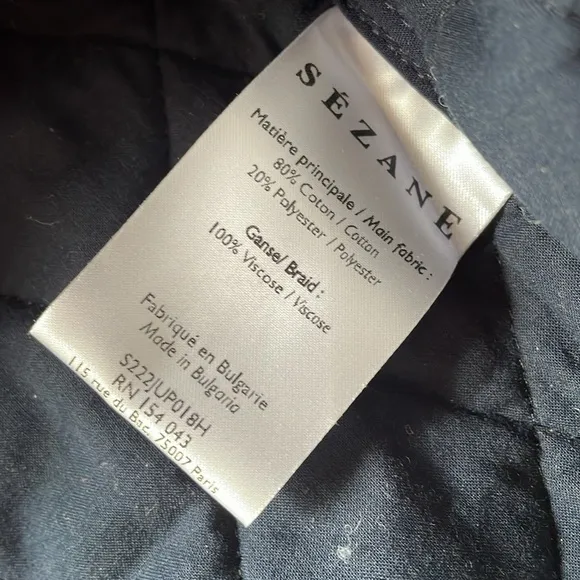 SÉZANE
Matière principale / Main fabric :
80% Coton / Cotton
20% Polyester / Polyester
Ganse/ Braid :
100% Viscose / Viscose
Fabriqué en Bulgarie
Made in Bulgaria
S222JUP018H
RN 154 043
115 rue du Bac, 75007 Paris